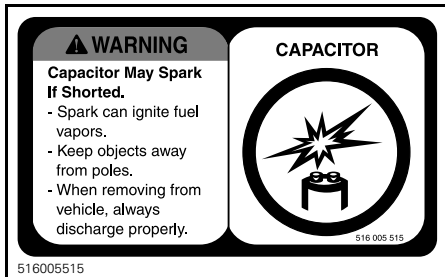 WARNING
Capacitor May Spark
If Shorted.
- Spark can ignite fuel
vapors.
- Keep objects away
from poles.
- When removing from
vehicle, always
discharge properly.
CAPACITOR
516 005 515
516005515